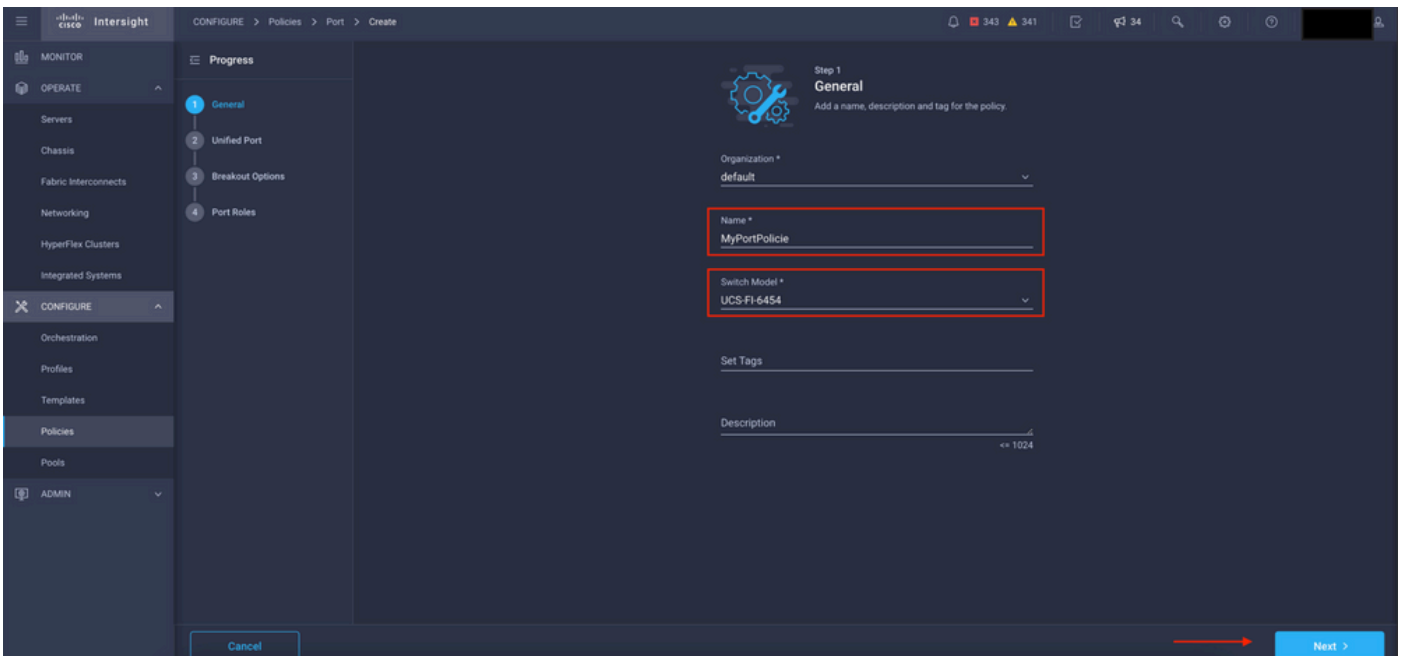 cisco Intersight
CONFIGURE > Policies > Port > Create
343 341 34
MONITOR
OPERATE
Servers
Chassis
Fabric Interconnects
Networking
HyperFlex Clusters
Integrated Systems
CONFIGURE
Orchestration
Profiles
Templates
Policies
Pools
ADMIN
Progress
1 General
2 Unified Port
3 Breakout Options
4 Port Roles
Step 1
General
Add a name, description and tag for the policy.
Organization *
default
Name *
MyPortPolicie
Switch Model *
UCS-FI-6454
Set Tags
Description
<= 1024
Cancel
Next >